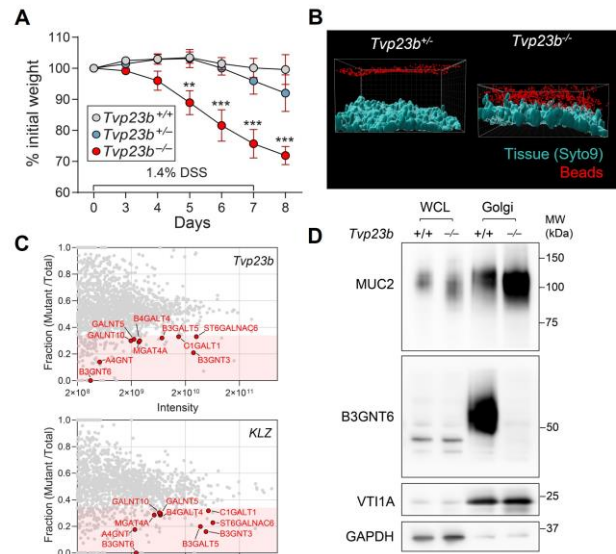 A
% initial weight
110
100
90
80
70
60
Tvp23b+/+
Tvp23b+/-
Tvp23b-/-
**
***
***
***
1.4% DSS
0 3 4 5 6 7 8
Days
B
Tvp23b+/-
Tvp23b-/-
Tissue (Syto9)
Beads
C
Fraction (Mutant /Total)
1.0
0.8
0.6
0.4
0.2
0.0
Tvp23b
GALNT5
B4GALT4
B3GALT5
ST6GALNAC6
GALNT10
MGAT4A
C1GALT1
A4GNT
B3GNT3
B3GNT6
2×10⁸ 2×10⁹ 2×10¹⁰ 2×10¹¹
Intensity
Fraction (Mutant /Total)
1.0
0.8
0.6
0.4
0.2
0.0
KLZ
GALNT10
GALNT5
C1GALT1
MGAT4A
B4GALT4
ST6GALNAC6
A4GNT
B3GNT3
B3GNT6
B3GALT5
D
WCL Golgi
Tvp23b +/+ -/- +/+ -/-
MW
(kDa)
MUC2
150
100
75
B3GNT6
50
VTI1A
25
GAPDH
37